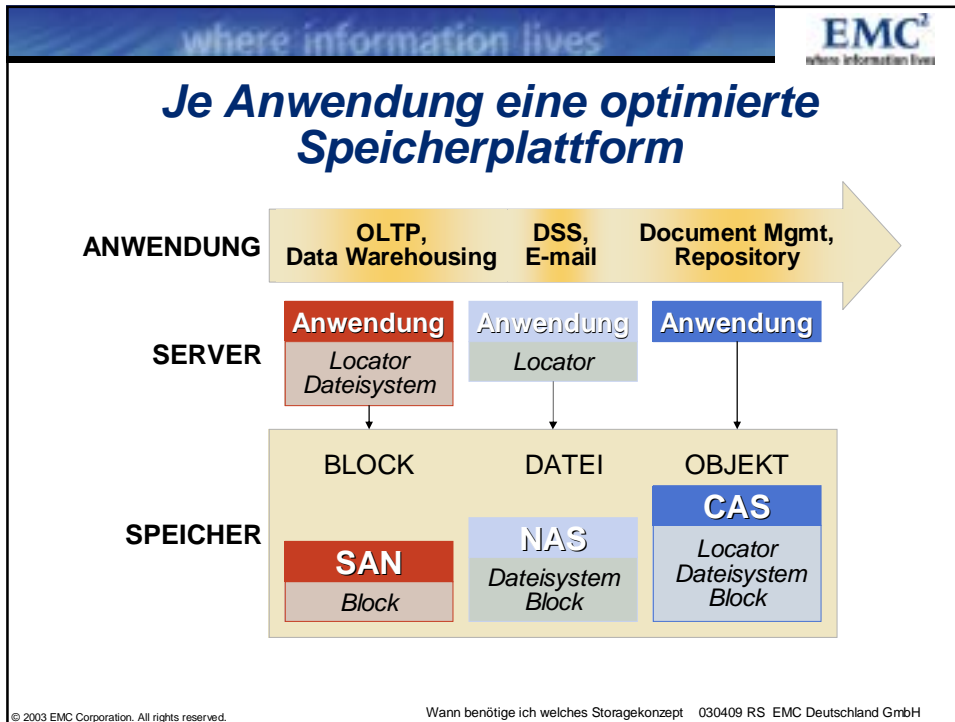 where information lives
EMC²
where information lives
Je Anwendung eine optimierte
Speicherplattform
ANWENDUNG
OLTP,
Data Warehousing
DSS,
E-mail
Document Mgmt,
Repository
SERVER
Anwendung
Locator
Dateisystem
Anwendung
Locator
Anwendung
SPEICHER
BLOCK
SAN
Block
DATEI
NAS
Dateisystem
Block
OBJEKT
CAS
Locator
Dateisystem
Block
© 2003 EMC Corporation. All rights reserved.
Wann benötige ich welches Storagekonzept 030409 RS EMC Deutschland GmbH